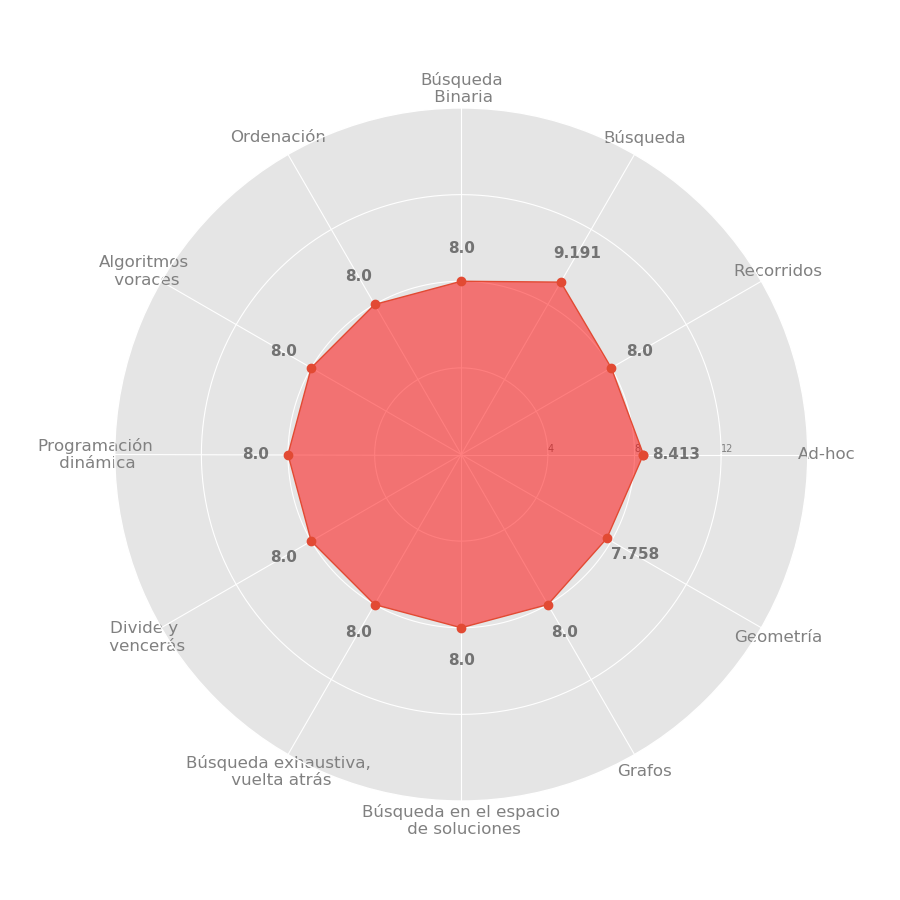 Búsqueda
Binaria
Ordenación
Búsqueda
8.0
9.191
Algoritmos
voraces
8.0
Recorridos
8.0
8.0
Programación
dinámica
8.0
4
8
8.413
12
Ad-hoc
8.0
7.758
Divide y
vencerás
8.0
8.0
8.0
Geometría
Búsqueda exhaustiva,
vuelta atrás
Grafos
Búsqueda en el espacio
de soluciones